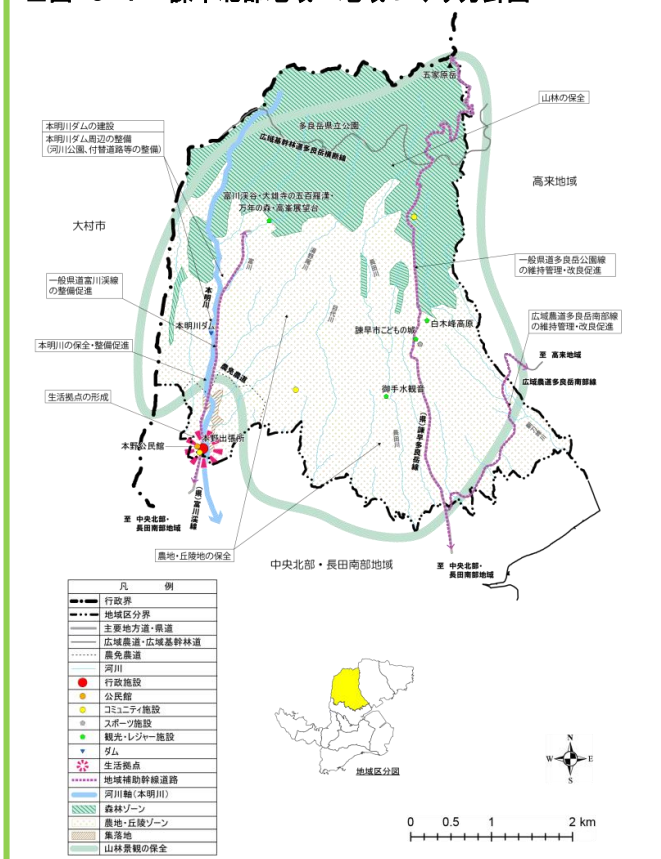 五家原岳
山林の保全
多良岳県立公園
広域基幹林道多良岳横断線
本明川ダムの建設
本明川ダム周辺の整備
(河川公園、付替道路等の整備)
高来地域
富川渓谷・大雄寺の五百羅漢・
万年の森・高峯展望台
大村市
一般県道多良岳公園線
の維持管理・改良促進
一般県道富川渓線
の整備促進
富川
本明川
長田川
白木峰高原
広域農道多良岳南部線
の維持管理・改良促進
本明川ダム
諫早市こどもの城
本明川の保全・整備促進
至 高来地域
農免農道
広域農道多良岳南部線
御手水観音
生活拠点の形成
本野出張所
本野公民館
長田川
(県)諫早多良岳線
(県)富川渓線
至 中央北部・
長田南部地域
農地・丘陵地の保全
中央北部・長田南部地域
至 中央北部・
長田南部地域
凡 例
行政界
地域区分界
主要地方道・県道
広域農道・広域基幹林道
農免農道
河川
行政施設
公民館
コミュニティ施設
スポーツ施設
観光・レジャー施設
ダム
生活拠点
地域補助幹線道路
河川軸(本明川)
森林ゾーン
農地・丘陵ゾーン
集落地
山林景観の保全
地域区分図
N
W
E
S
0 0.5 1 2 km